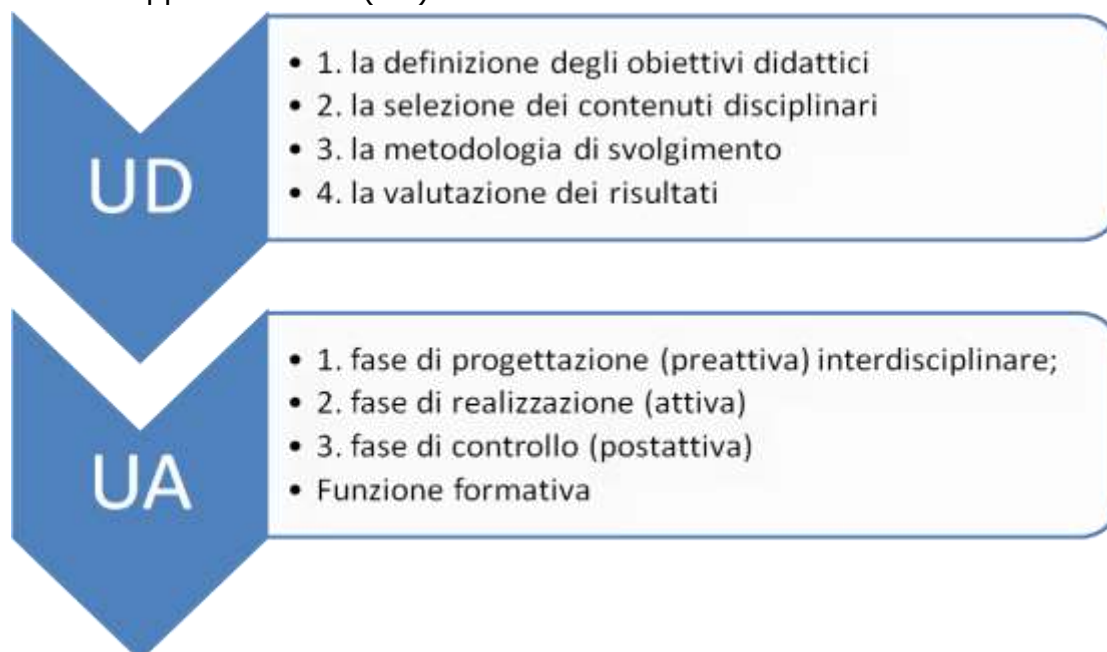 UD
• 1. la definizione degli obiettivi didattici
• 2. la selezione dei contenuti disciplinari
• 3. la metodologia di svolgimento
• 4. la valutazione dei risultati
UA
• 1. fase di progettazione (preattiva) interdisciplinare;
• 2. fase di realizzazione (attiva)
• 3. fase di controllo (postattiva)
• Funzione formativa